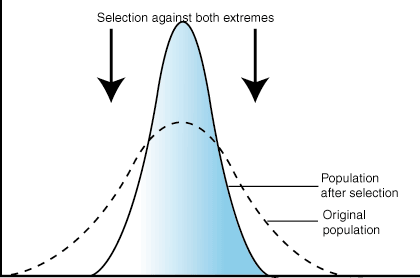 Selection against both extremes
Population
after selection
Original
population